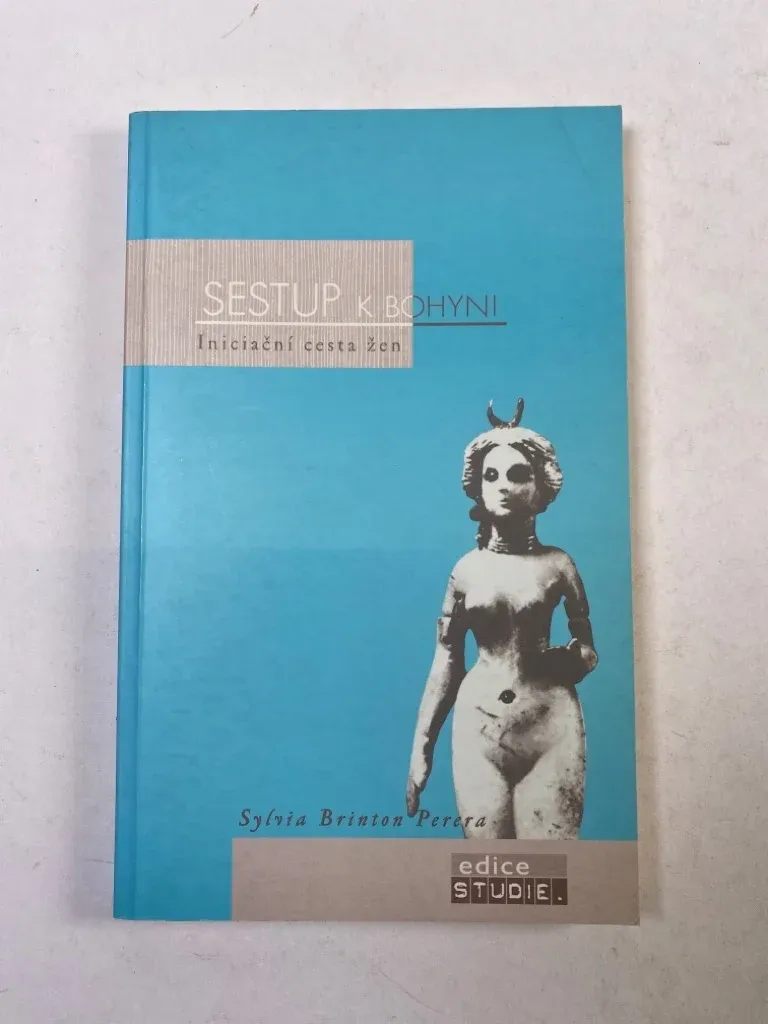 SESTUP K BOHYNI
Iniciační cesta žen
Sylvia Brinton Perera
edice
STUDIE.